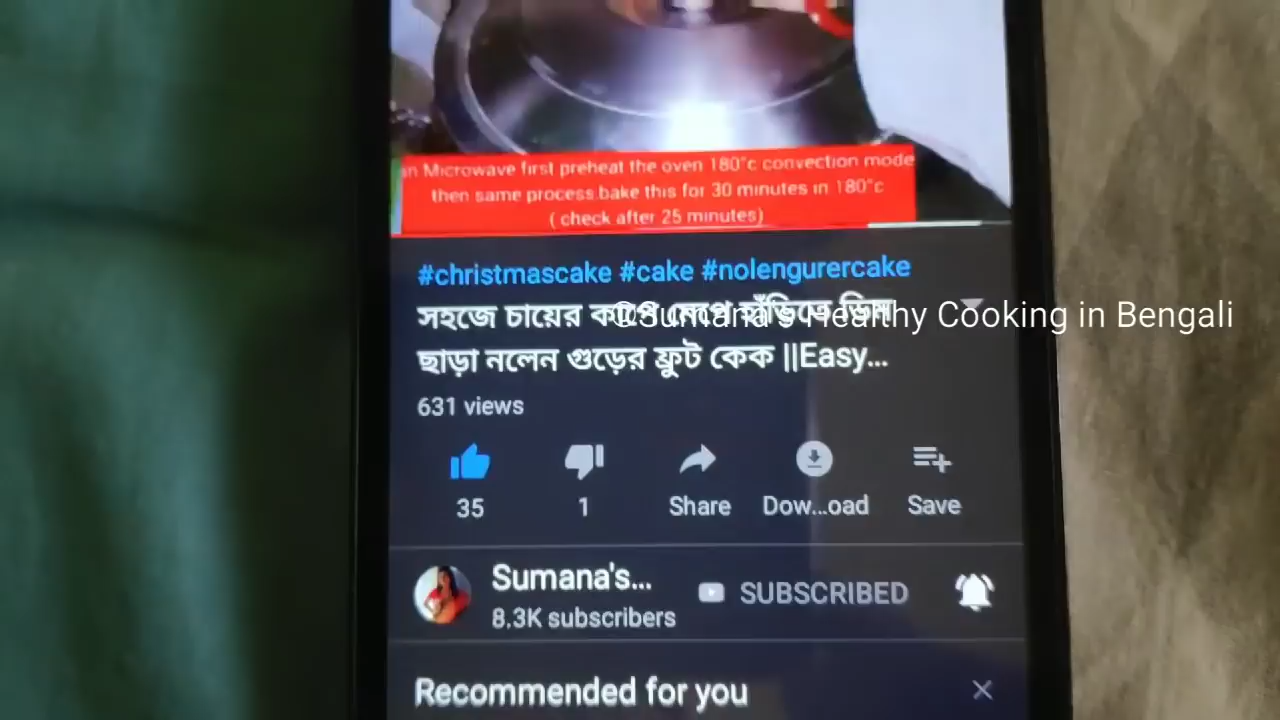 in Microwave first preheat the oven 180°c convection mode
then same process.bake this for 30 minutes in 180°c
( check after 25 minutes)
#christmascake #cake #nolengurercake
সহজে চায়ের কাপে মেপে হাঁড়িতে ডিম
©Sumana's Healthy Cooking in Bengali
ছাড়া নলেন গুড়ের ফ্রুট কেক ||Easy...
631 views
35 1 Share Dow...oad Save
Sumana's...
SUBSCRIBED
8.3K subscribers
Recommended for you